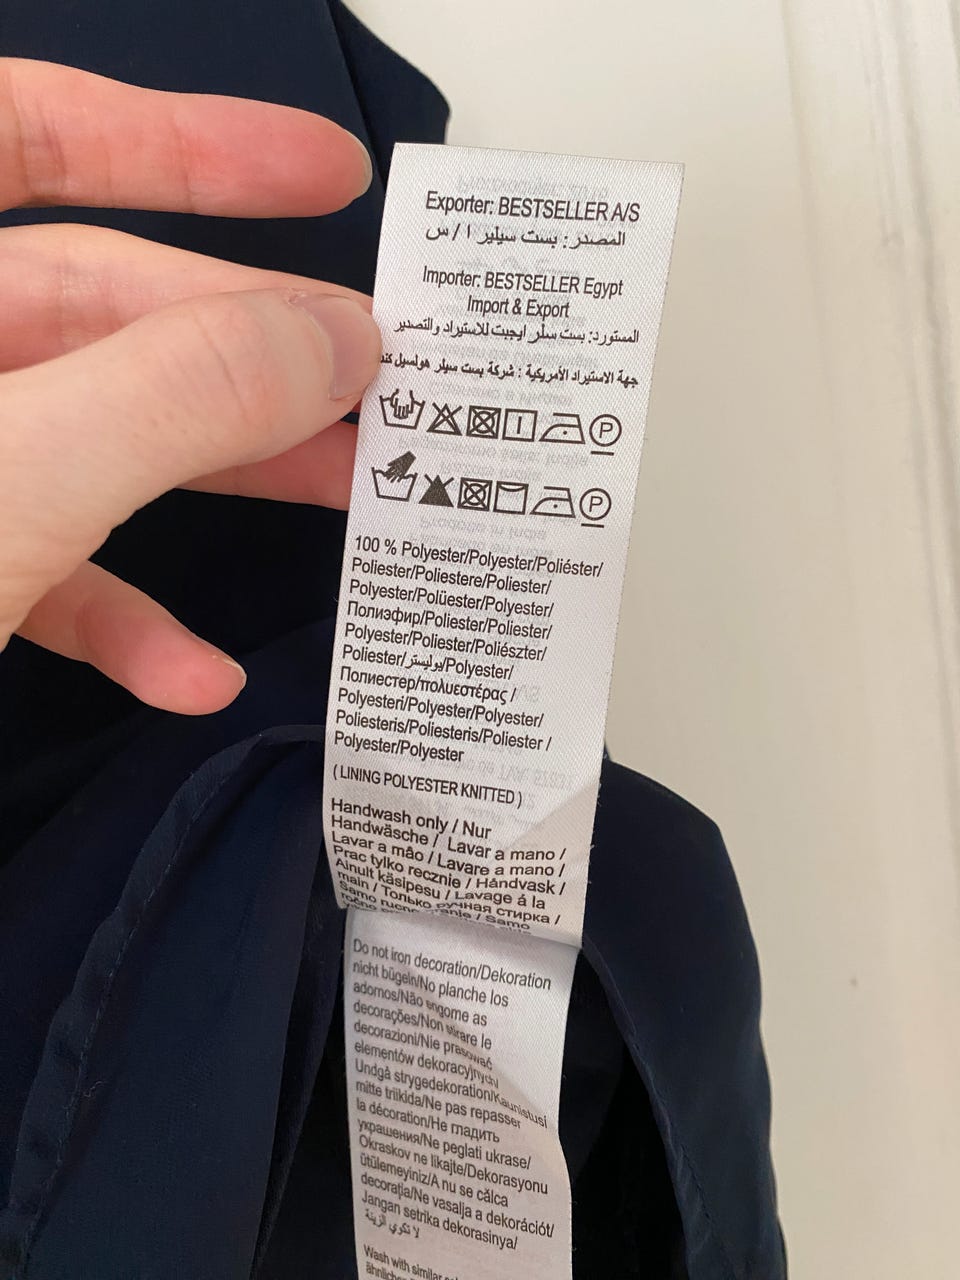 Exporter: BESTSELLER A/S
المصدر: بست سيلير ا / س
Importer: BESTSELLER Egypt
Import & Export
المستورد: بست سلر ايجبت للاستيراد والتصدير
جهة الاستيراد الأمريكية : شركة بست سيلر هولسيل
P
P
100 % Polyester/Polyester/Poliéster/
Poliester/Poliestere/Poliester/
Polyester/Polüester/Polyester/
Полиэфир/Poliester/Poliester/
Polyester/Poliester/Poliészter/
Poliester/بوليستر/Polyester/
Полиестер/πολυεστέρας /
Polyesteri/Polyester/Polyester/
Poliesteris/Poliesteris/Poliester /
Polyester/Polyester
( LINING POLYESTER KNITTED )
Handwash only / Nur
Handwäsche / Lavar a mano /
Lavar a mão / Lavare a mano /
Prac tylko recznie / Håndvask /
Ainult käsipesu / Lavage á la
main / Только ручная стирка /
Samo / Samo
Do not iron decoration/Dekoration
nicht bügeln/No planche los
adornos/Não engome as
decorações/Non stirare le
decorazioni/Nie prasować
elementów dekoracyjnych/
Undgå strygedekoration/Kaunistusi
mitte triikida/Ne pas repasser
la décoration/Не гладить
украшения/Ne peglati ukrase/
Okraskov ne likajte/Dekorasyonu
ütülemeyiniz/A nu se călca
decorația/Ne vasalja a dekorációt/
Jangan setrika dekorasinya/
لا تكوي الزينة
Wash with similar